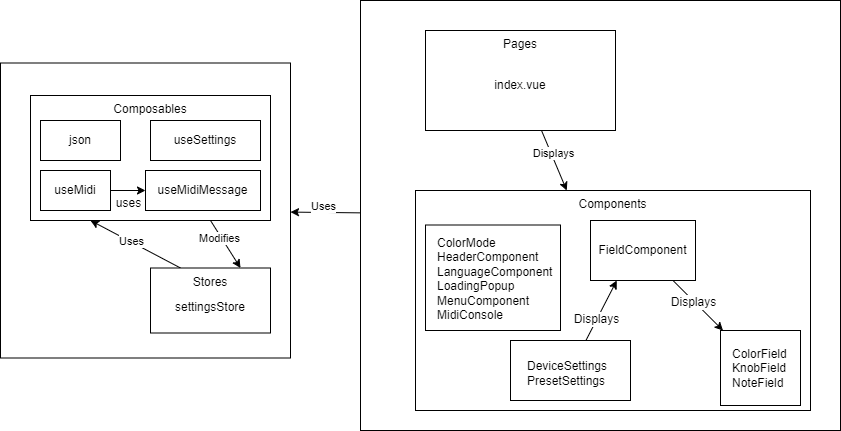 Pages
index.vue
Displays
Composables
json
useSettings
useMidi
uses
useMidiMessage
Uses
Modifies
Stores
settingsStore
Uses
Components
ColorMode
HeaderComponent
LanguageComponent
LoadingPopup
MenuComponent
MidiConsole
FieldComponent
Displays
Displays
DeviceSettings
PresetSettings
ColorField
KnobField
NoteField